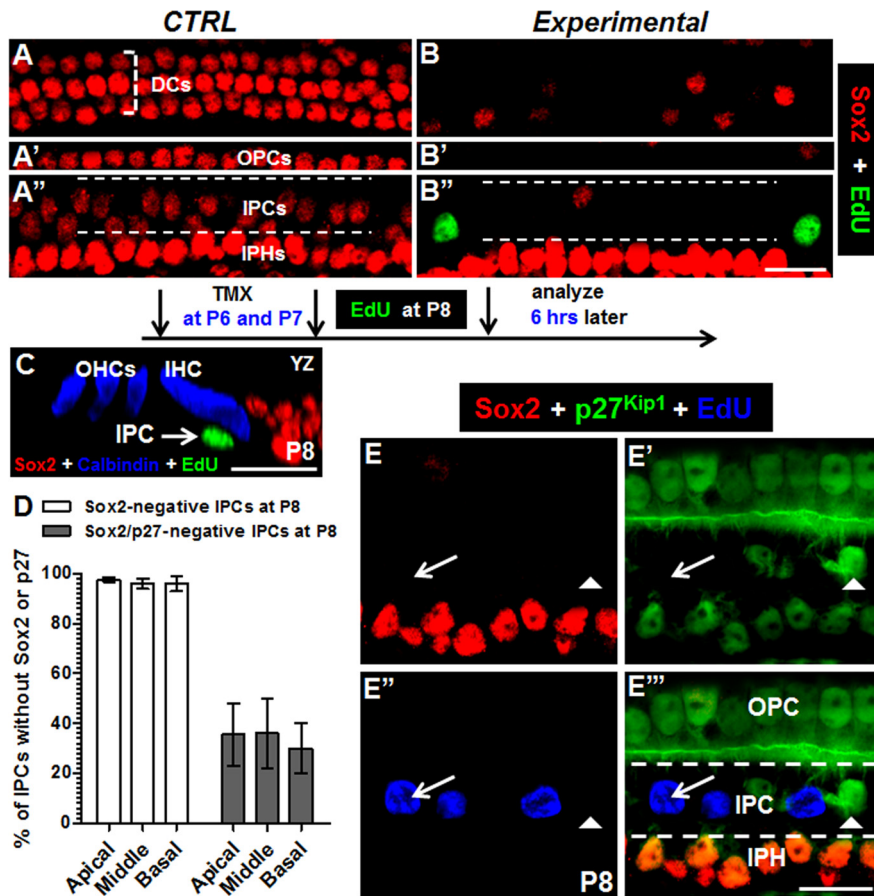 CTRL
Experimental
A
DCs
B
A'
OPCs
B'
A"
IPCs
IPHs
B"
Sox2 + EdU
TMX
at P6 and P7
EdU at P8
analyze
6 hrs later
C
OHCs
IHC
YZ
IPC
P8
Sox2 + Calbindin + EdU
Sox2 + p27Kip1 + EdU
D
Sox2-negative IPCs at P8
Sox2/p27-negative IPCs at P8
% of IPCs without Sox2 or p27
100
80
60
40
20
0
Apical
Middle
Basal
Apical
Middle
Basal
E
E'
E"
P8
E'"
OPC
IPC
IPH